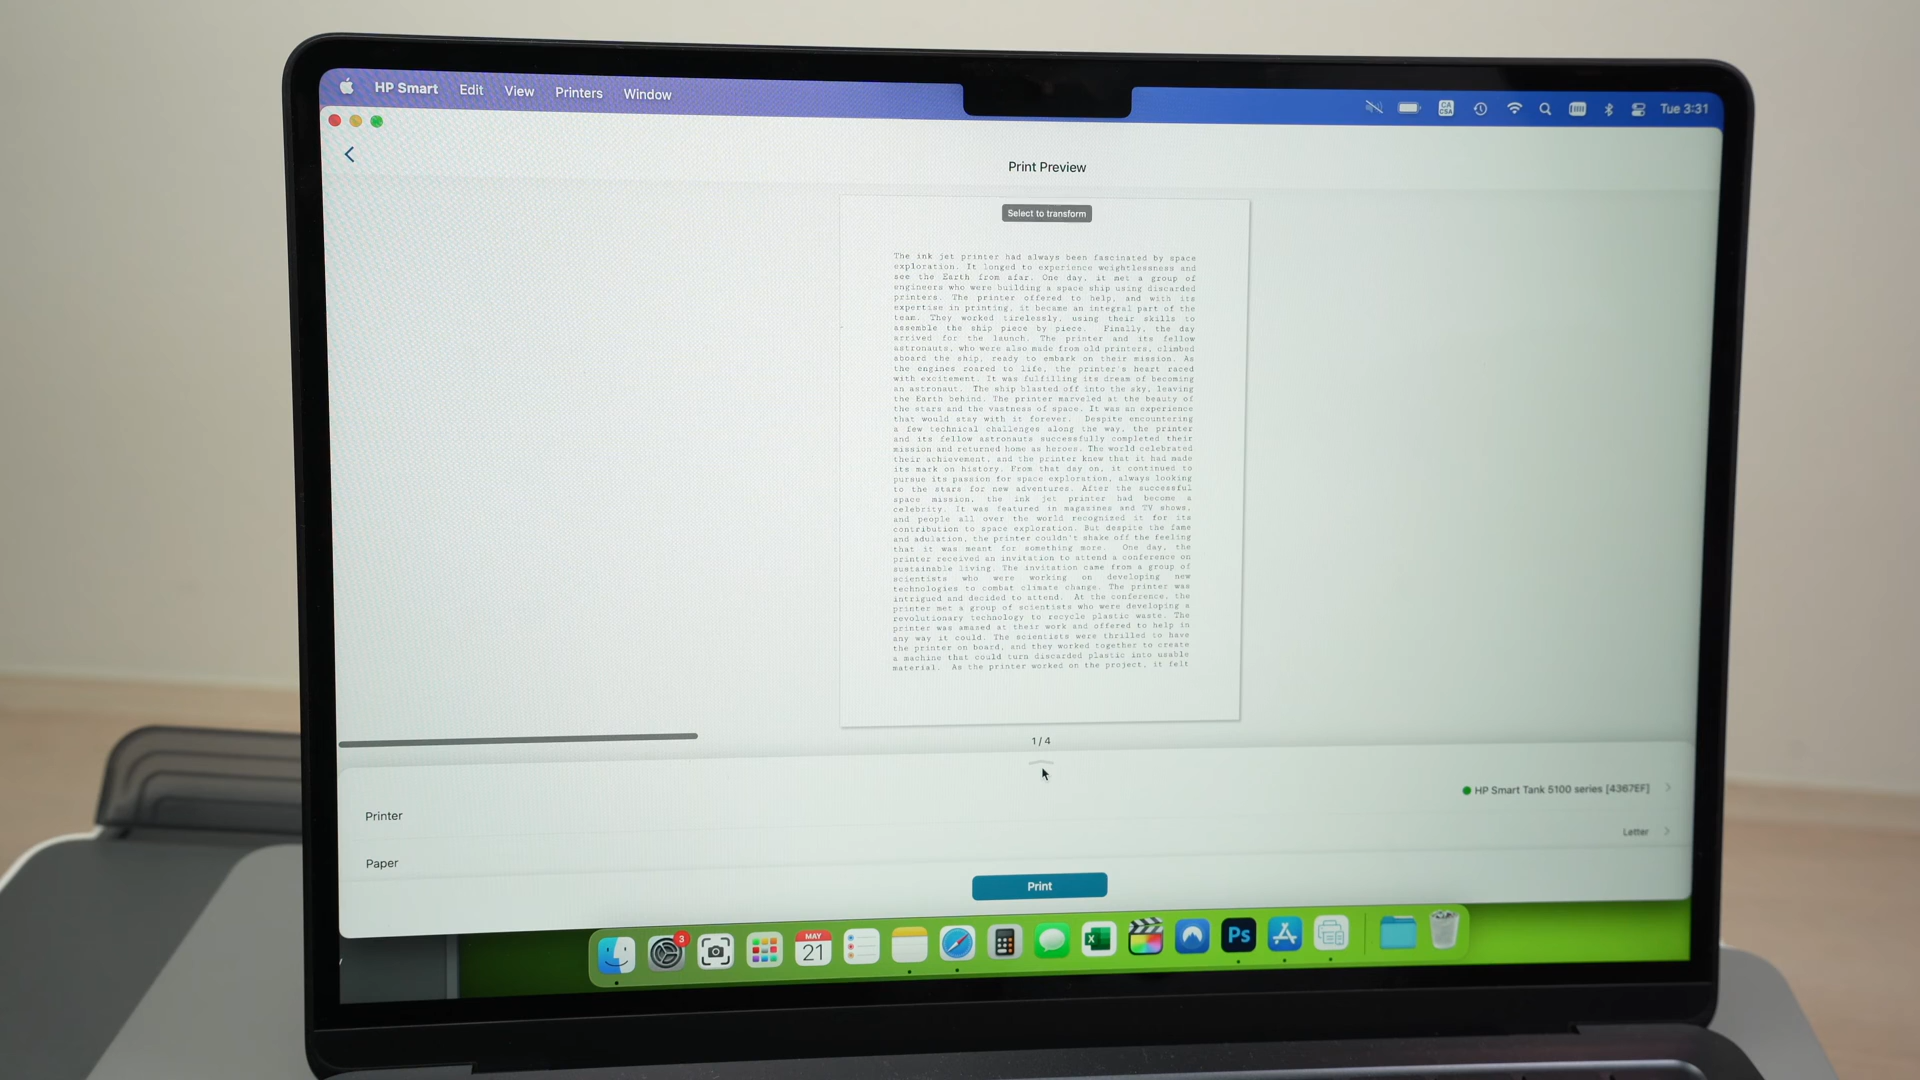 HP Smart Edit View Printers Window
Tue 3:31
Print Preview
Select to transform
The ink jet printer had always been fascinated by space
exploration. It longed to experience weightlessness and
see the Earth from afar. One day, it met a group of
engineers who were building a space ship using discarded
printers. The printer offered to help, and with its
expertise in printing, it became an integral part of the
team. They worked tirelessly, using their skills to
assemble the ship piece by piece. Finally, the day
arrived for the launch. The printer and its fellow
astronauts, who were also made from old printers, climbed
aboard the ship, ready to embark on their mission. As
the engines roared to life, the printer's heart raced
with excitement. It was fulfilling its dream of becoming
an astronaut. The ship blasted off into the sky, leaving
the Earth behind. The printer marveled at the beauty of
the stars and the vastness of space. It was an experience
that would stay with it forever. Despite encountering
a few technical challenges along the way, the printer
and its fellow astronauts successfully completed their
mission and returned home as heroes. The world celebrated
their achievement, and the printer knew that it had made
its mark on history. From that day on, it continued to
pursue its passion for space exploration, always looking
to the stars for new adventures. After the successful
space mission, the ink jet printer had become a
celebrity. It was featured in magazines and TV shows,
and people all over the world recognized it for its
contribution to space exploration. But despite the fame
and adulation, the printer couldn't shake off the feeling
that it was meant for something more. One day, the
printer received an invitation to attend a conference on
sustainable living. The invitation came from a group of
scientists who were working on developing new
technologies to combat climate change. The printer was
intrigued and decided to attend. At the conference, the
printer met a group of scientists who were developing a
revolutionary technology to recycle plastic waste. The
printer was amazed at their work and offered to help in
any way it could. The scientists were thrilled to have
the printer on board, and they worked together to create
a machine that could turn discarded plastic into usable
material. As the printer worked on the project, it felt
1 / 4
Printer HP Smart Tank 5100 series [4367EF]
Paper Letter
Print
3
MAY
21
Ps